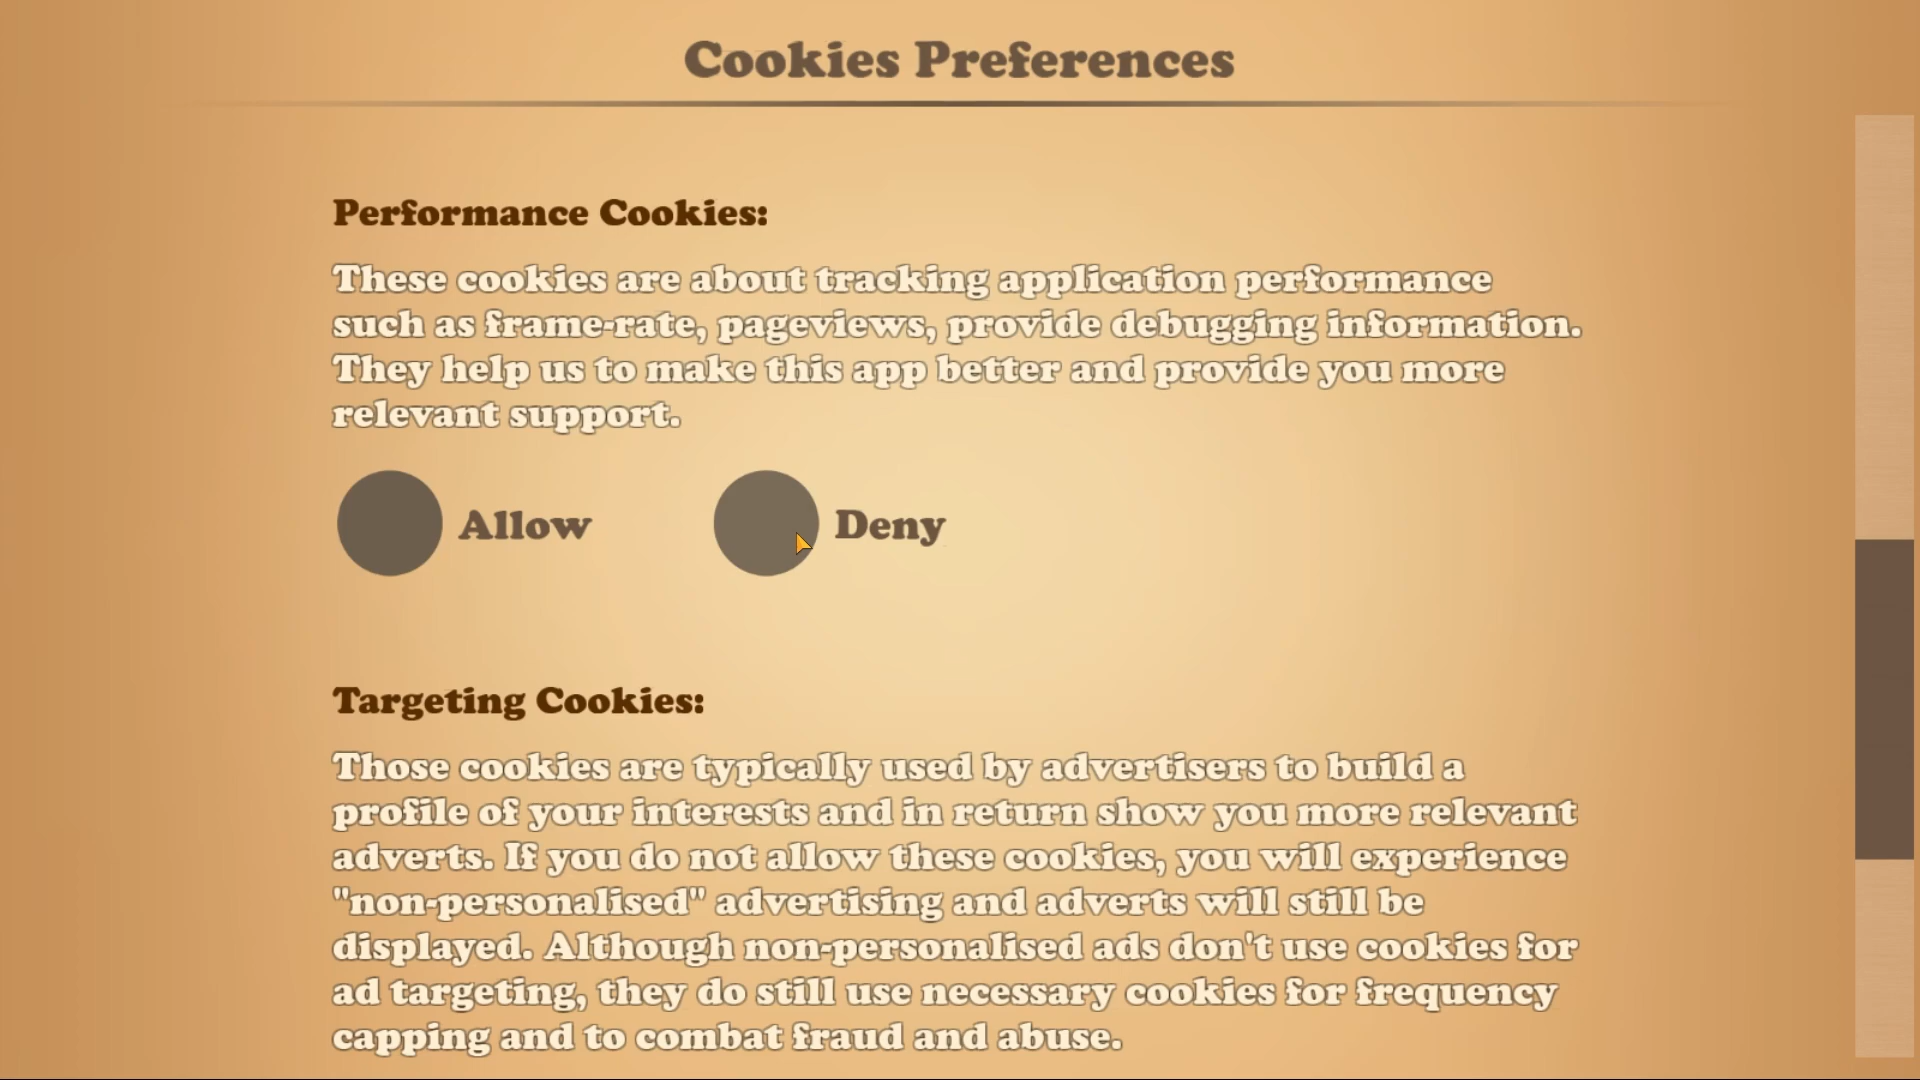 Cookies Preferences
Performance Cookies:
These cookies are about tracking application performance
such as frame-rate, pageviews, provide debugging information.
They help us to make this app better and provide you more
relevant support.
Allow Deny
Targeting Cookies:
Those cookies are typically used by advertisers to build a
profile of your interests and in return show you more relevant
adverts. If you do not allow these cookies, you will experience
"non-personalised" advertising and adverts will still be
displayed. Although non-personalised ads don't use cookies for
ad targeting, they do still use necessary cookies for frequency
capping and to combat fraud and abuse.